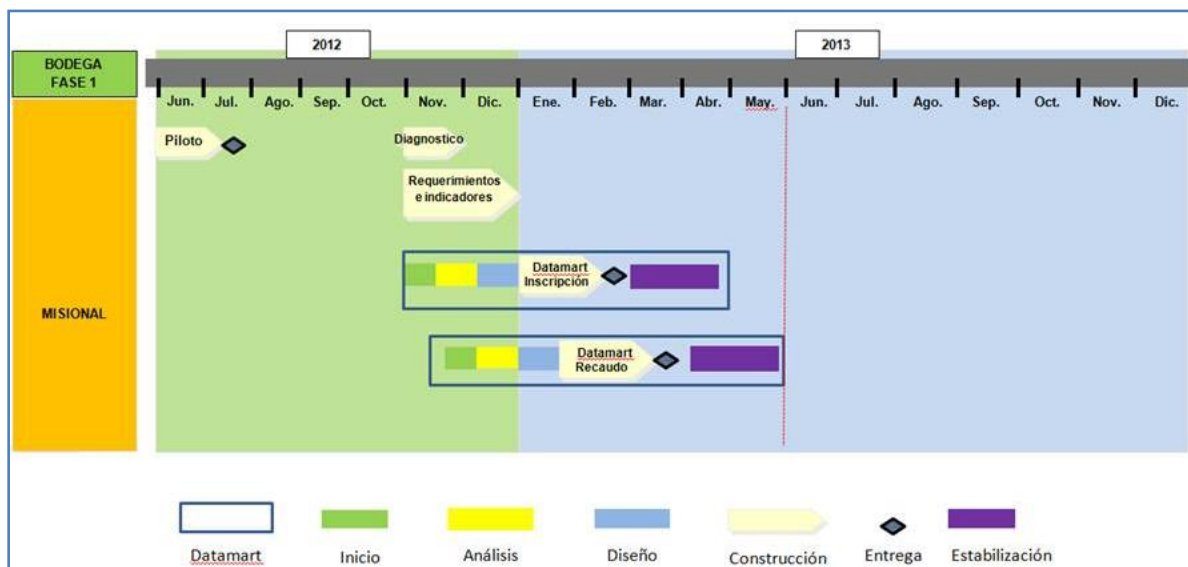 2012
2013
BODEGA
FASE 1
Jun. Jul. Ago. Sep. Oct. Nov. Dic. Ene. Feb. Mar. Abr. May. Jun. Jul. Ago. Sep. Oct. Nov. Dic.
MISIONAL
Piloto
Diagnostico
Requerimientos
e indicadores
Datamart
Inscripción
Datamart
Recaudo
Datamart
Inicio
Análisis
Diseño
Construcción
Entrega
Estabilización